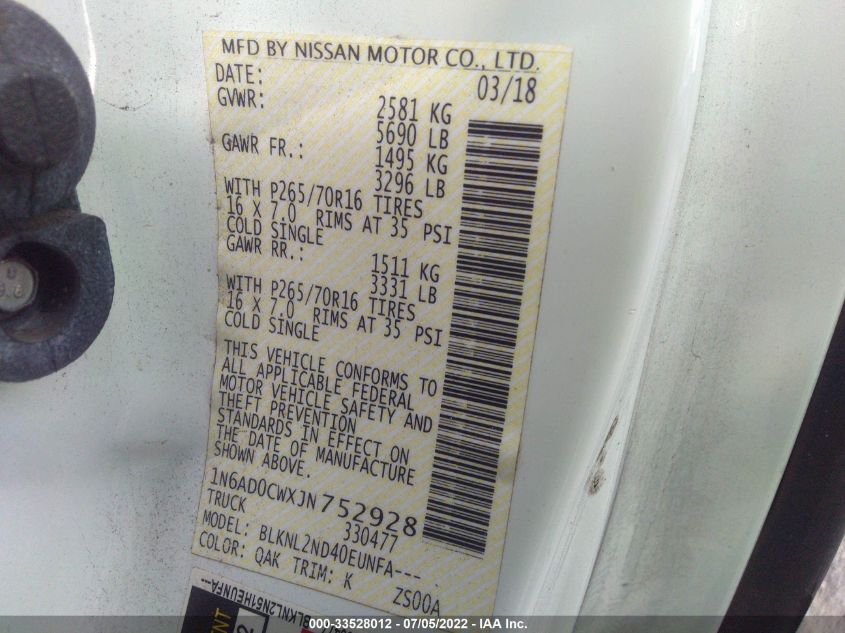 MFD BY NISSAN MOTOR CO., LTD.
DATE: 03/18
GVWR: 2581 KG
5690 LB
GAWR FR.: 1495 KG
3296 LB
WITH P265/70R16 TIRES
16 X 7.0 RIMS AT 35 PSI
COLD SINGLE
GAWR RR.: 1511 KG
3331 LB
WITH P265/70R16 TIRES
16 X 7.0 RIMS AT 35 PSI
COLD SINGLE
THIS VEHICLE CONFORMS TO
ALL APPLICABLE FEDERAL
MOTOR VEHICLE SAFETY AND
THEFT PREVENTION
STANDARDS IN EFFECT ON
THE DATE OF MANUFACTURE
SHOWN ABOVE.
1N6AD0CWXJN752928
TRUCK 330477
MODEL: BLKNL2ND40EUNFA---
COLOR: QAK TRIM: K ZS00A
BLKNL2N51HEUNFA--
000-33528012 - 07/05/2022 - IAA Inc.